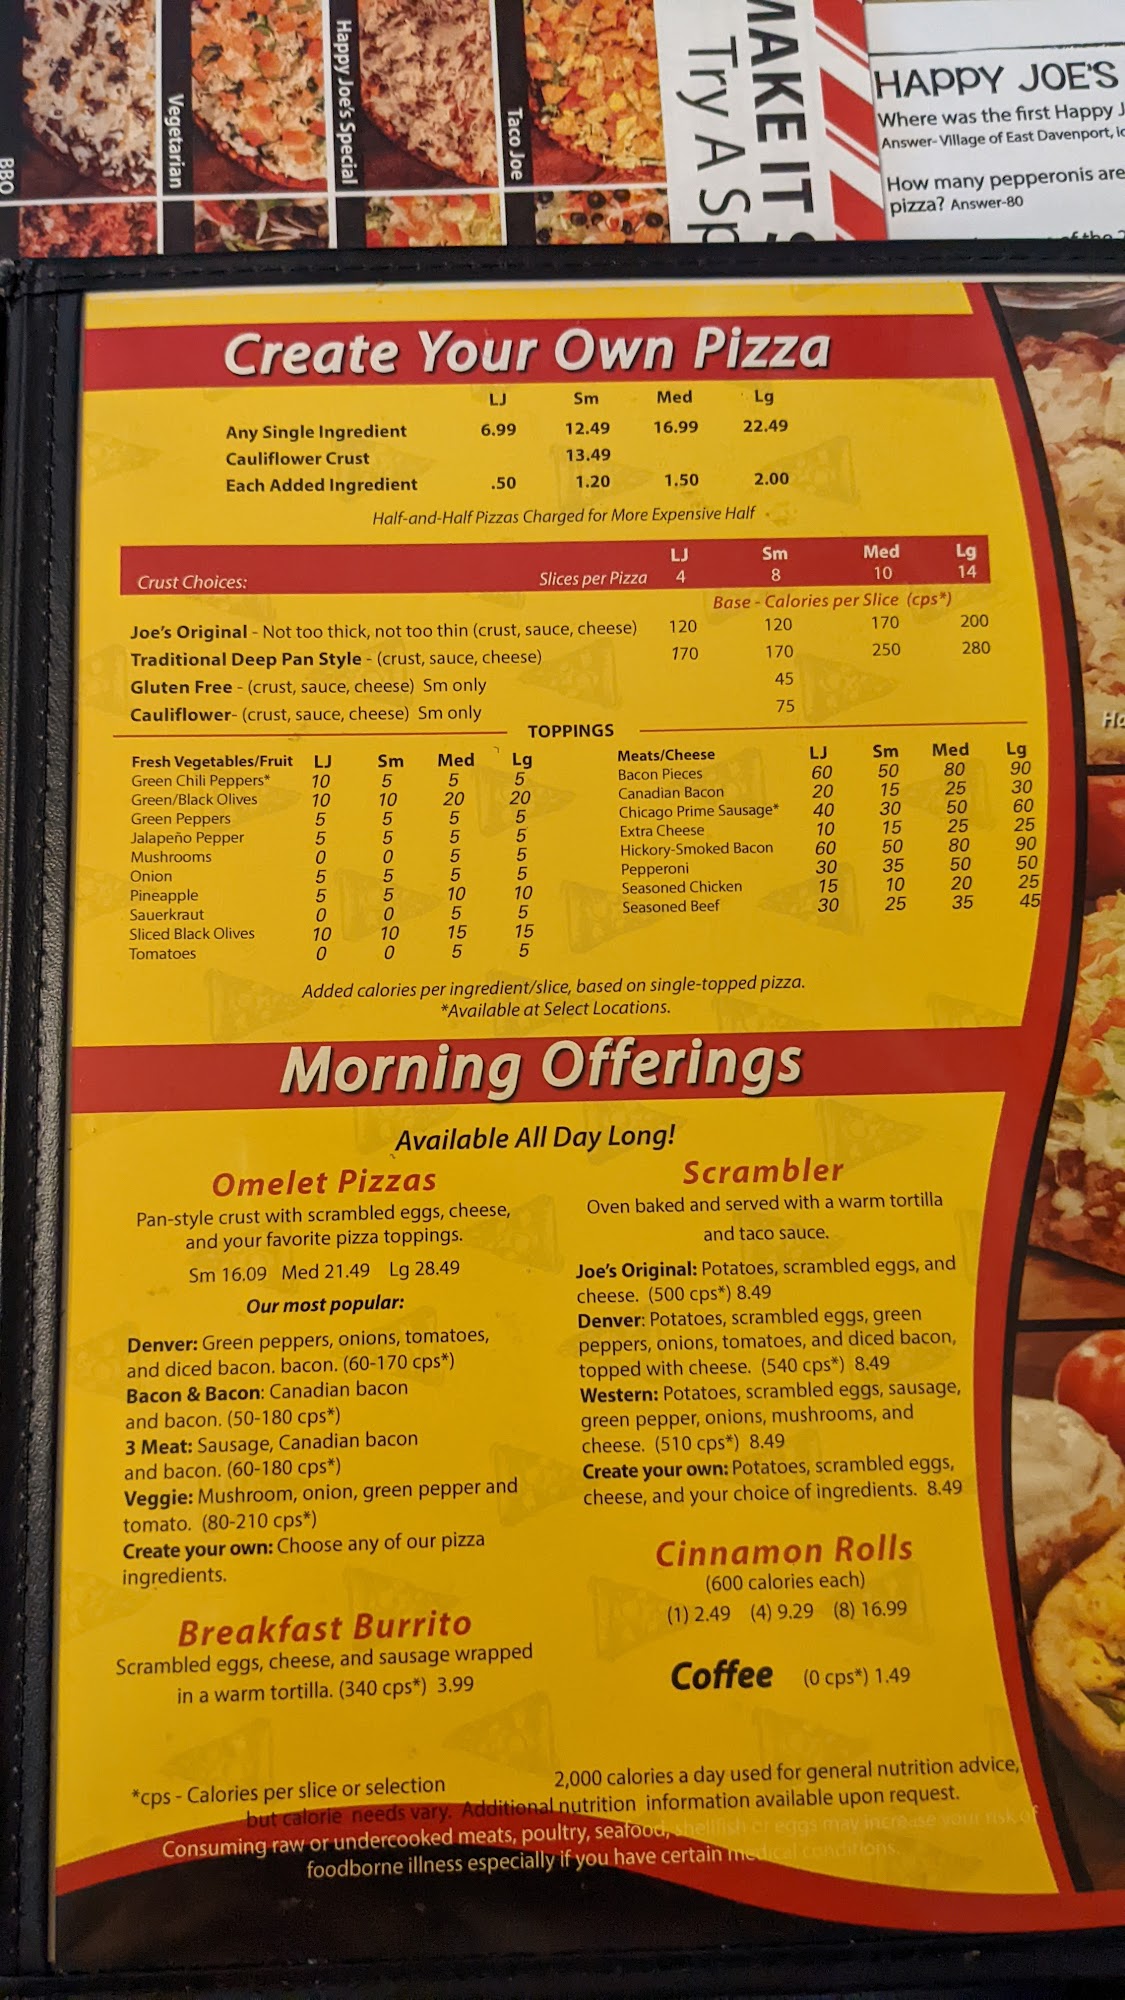 BBQ
Vegetarian
Happy Joe's Special
Taco Joe
MAKE IT
Try A Sp
HAPPY JOE'S
Where was the first Happy J
Answer- Village of East Davenport, io
How many pepperonis are
pizza? Answer-80
Create Your Own Pizza
LJ Sm Med Lg
Any Single Ingredient 6.99 12.49 16.99 22.49
Cauliflower Crust 13.49
Each Added Ingredient .50 1.20 1.50 2.00
Half-and-Half Pizzas Charged for More Expensive Half
LJ Sm Med Lg
Crust Choices: Slices per Pizza 4 8 10 14
Base - Calories per Slice (cps*)
Joe's Original - Not too thick, not too thin (crust, sauce, cheese) 120 120 170 200
Traditional Deep Pan Style - (crust, sauce, cheese) 170 170 250 280
Gluten Free - (crust, sauce, cheese) Sm only 45
Cauliflower- (crust, sauce, cheese) Sm only 75
TOPPINGS
Fresh Vegetables/Fruit LJ Sm Med Lg
Green Chili Peppers* 10 5 5 5
Green/Black Olives 10 10 20 20
Green Peppers 5 5 5 5
Jalapeño Pepper 5 5 5 5
Mushrooms 0 0 5 5
Onion 5 5 5 5
Pineapple 5 5 10 10
Sauerkraut 0 0 5 5
Sliced Black Olives 10 10 15 15
Tomatoes 0 0 5 5
Meats/Cheese LJ Sm Med Lg
Bacon Pieces 60 50 80 90
Canadian Bacon 20 15 25 30
Chicago Prime Sausage* 40 30 50 60
Extra Cheese 10 15 25 25
Hickory-Smoked Bacon 60 50 80 90
Pepperoni 30 35 50 50
Seasoned Chicken 15 10 20 25
Seasoned Beef 30 25 35 45
Added calories per ingredient/slice, based on single-topped pizza.
*Available at Select Locations.
Morning Offerings
Available All Day Long!
Omelet Pizzas
Pan-style crust with scrambled eggs, cheese,
and your favorite pizza toppings.
Sm 16.09 Med 21.49 Lg 28.49
Our most popular:
Denver: Green peppers, onions, tomatoes,
and diced bacon. bacon. (60-170 cps*)
Bacon & Bacon: Canadian bacon
and bacon. (50-180 cps*)
3 Meat: Sausage, Canadian bacon
and bacon. (60-180 cps*)
Veggie: Mushroom, onion, green pepper and
tomato. (80-210 cps*)
Create your own: Choose any of our pizza
ingredients.
Breakfast Burrito
Scrambled eggs, cheese, and sausage wrapped
in a warm tortilla. (340 cps*) 3.99
Scrambler
Oven baked and served with a warm tortilla
and taco sauce.
Joe's Original: Potatoes, scrambled eggs, and
cheese. (500 cps*) 8.49
Denver: Potatoes, scrambled eggs, green
peppers, onions, tomatoes, and diced bacon,
topped with cheese. (540 cps*) 8.49
Western: Potatoes, scrambled eggs, sausage,
green pepper, onions, mushrooms, and
cheese. (510 cps*) 8.49
Create your own: Potatoes, scrambled eggs,
cheese, and your choice of ingredients. 8.49
Cinnamon Rolls
(600 calories each)
(1) 2.49 (4) 9.29 (8) 16.99
Coffee (0 cps*) 1.49
*cps - Calories per slice or selection
2,000 calories a day used for general nutrition advice,
but calorie needs vary. Additional nutrition information available upon request.
Consuming raw or undercooked meats, poultry, seafood, shellfish or eggs may increase your risk of
foodborne illness especially if you have certain medical conditions.